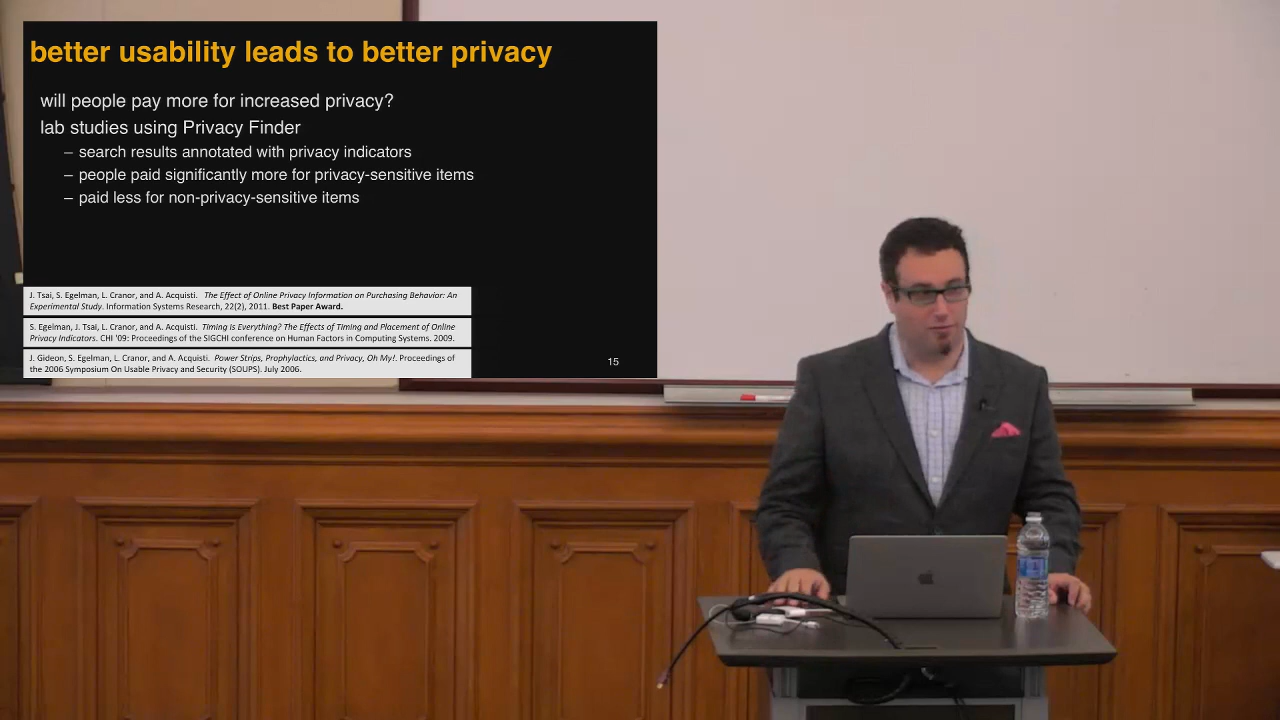 better usability leads to better privacy
will people pay more for increased privacy?
lab studies using Privacy Finder
– search results annotated with privacy indicators
– people paid significantly more for privacy-sensitive items
– paid less for non-privacy-sensitive items
J. Tsai, S. Egelman, L. Cranor, and A. Acquisti. The Effect of Online Privacy Information on Purchasing Behavior: An
Experimental Study. Information Systems Research, 22(2), 2011. Best Paper Award.
S. Egelman, J. Tsai, L. Cranor, and A. Acquisti. Timing is Everything? The Effects of Timing and Placement of Online
Privacy Indicators. CHI '09: Proceedings of the SIGCHI conference on Human Factors in Computing Systems. 2009.
J. Gideon, S. Egelman, L. Cranor, and A. Acquisti. Power Strips, Prophylactics, and Privacy, Oh My!. Proceedings of
the 2006 Symposium On Usable Privacy and Security (SOUPS). July 2006.
15